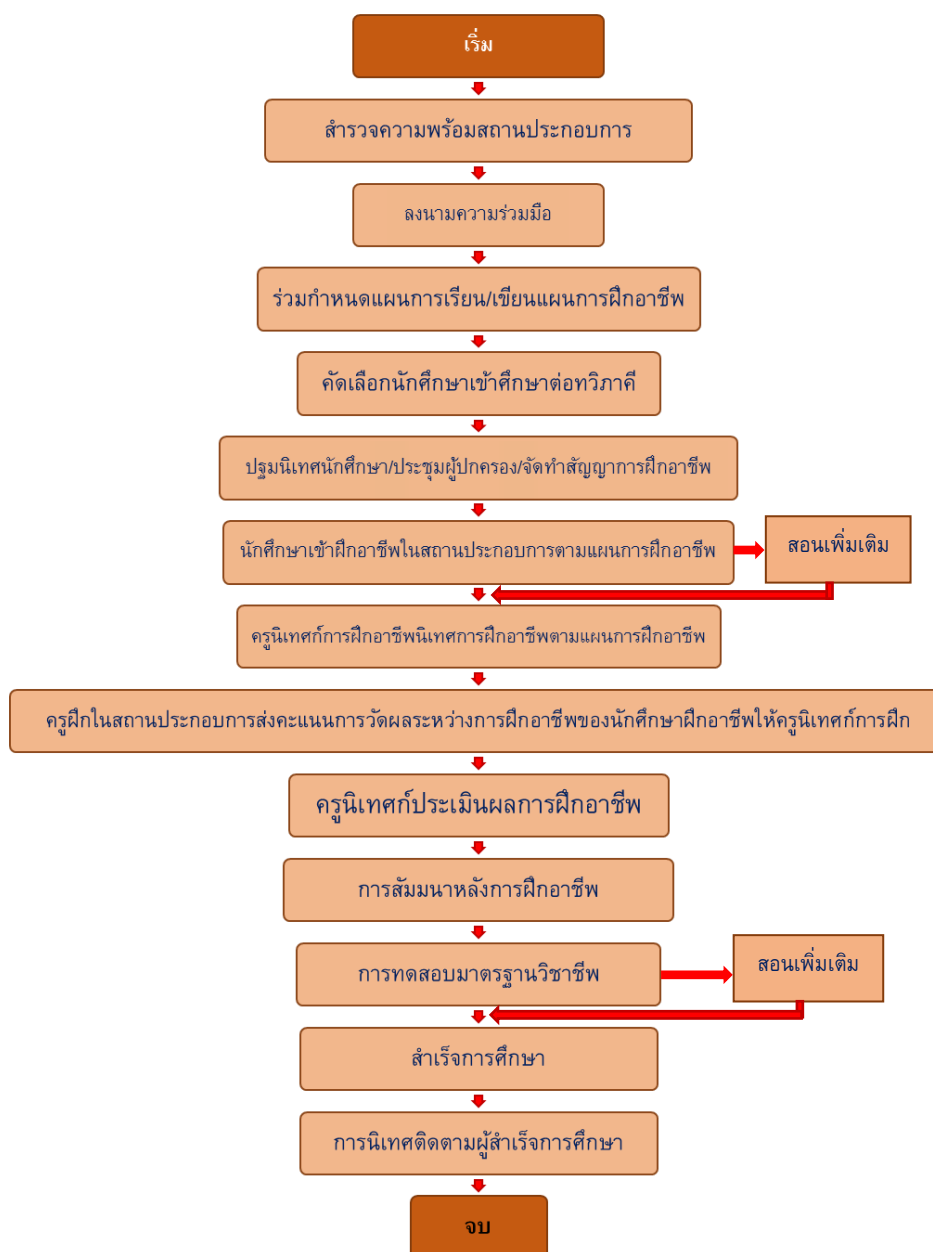 เริ่ม
สำรวจความพร้อมสถานประกอบการ
ลงนามความร่วมมือ
ร่วมกำหนดแผนการเรียน/เขียนแผนการฝึกอาชีพ
คัดเลือกนักศึกษาเข้าศึกษาต่อทวิภาคี
ปฐมนิเทศนักศึกษา/ประชุมผู้ปกครอง/จัดทำสัญญาการฝึกอาชีพ
นักศึกษาเข้าฝึกอาชีพในสถานประกอบการตามแผนการฝึกอาชีพ
สอนเพิ่มเติม
ครูนิเทศก์การฝึกอาชีพนิเทศการฝึกอาชีพตามแผนการฝึกอาชีพ
ครูฝึกในสถานประกอบการส่งคะแนนการวัดผลระหว่างการฝึกอาชีพของนักศึกษาฝึกอาชีพให้ครูนิเทศก์การฝึก
ครูนิเทศก์ประเมินผลการฝึกอาชีพ
การสัมมนาหลังการฝึกอาชีพ
การทดสอบมาตรฐานวิชาชีพ
สอนเพิ่มเติม
สำเร็จการศึกษา
การนิเทศติดตามผู้สำเร็จการศึกษา
จบ